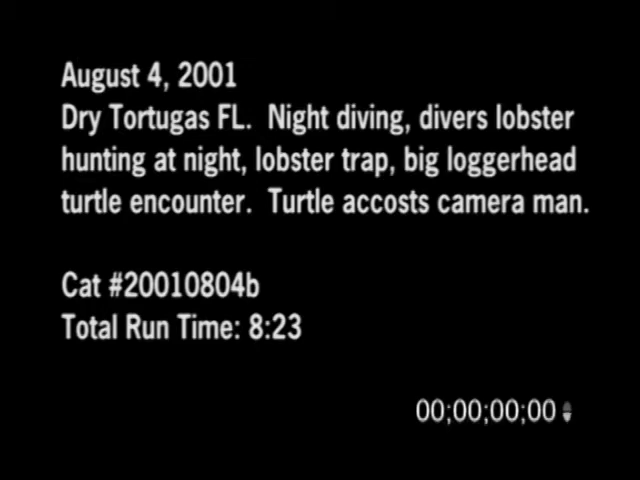 August 4, 2001
Dry Tortugas FL.  Night diving, divers lobster
hunting at night, lobster trap, big loggerhead
turtle encounter.  Turtle accosts camera man.
Cat #20010804b
Total Run Time: 8:23
00;00;00;00